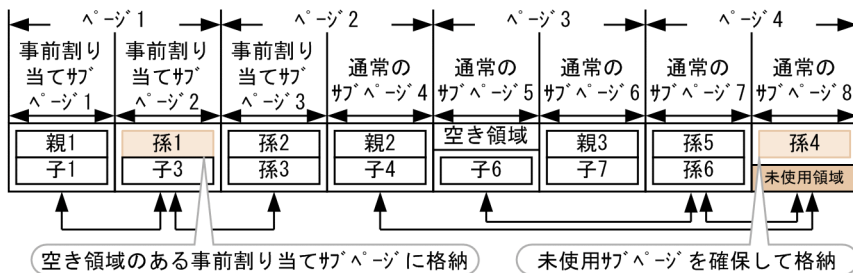 ページ1 ページ2 ページ3 ページ4
事前割り当てサブページ1
事前割り当てサブページ2
事前割り当てサブページ3
通常のサブページ4
通常のサブページ5
通常のサブページ6
通常のサブページ7
通常のサブページ8
親1 孫1 孫2 親2 空き領域 親3 孫5 孫4
子1 子3 孫3 子4 子6 子7 孫6 未使用領域
空き領域のある事前割り当てサブページに格納 未使用サブページを確保して格納